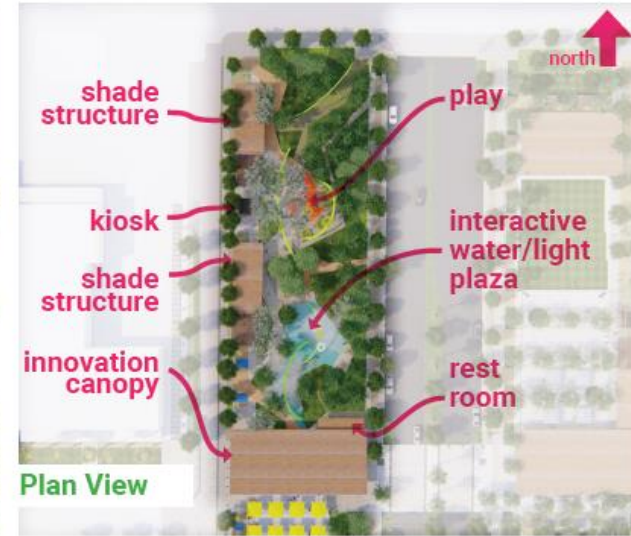 north
shade
structure
play
kiosk
interactive
water/light
plaza
shade
structure
innovation
canopy
rest
room
Plan View